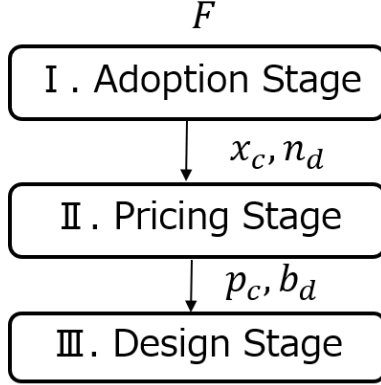 F
Ⅰ. Adoption Stage
x_c, n_d
Ⅱ. Pricing Stage
p_c, b_d
Ⅲ. Design Stage